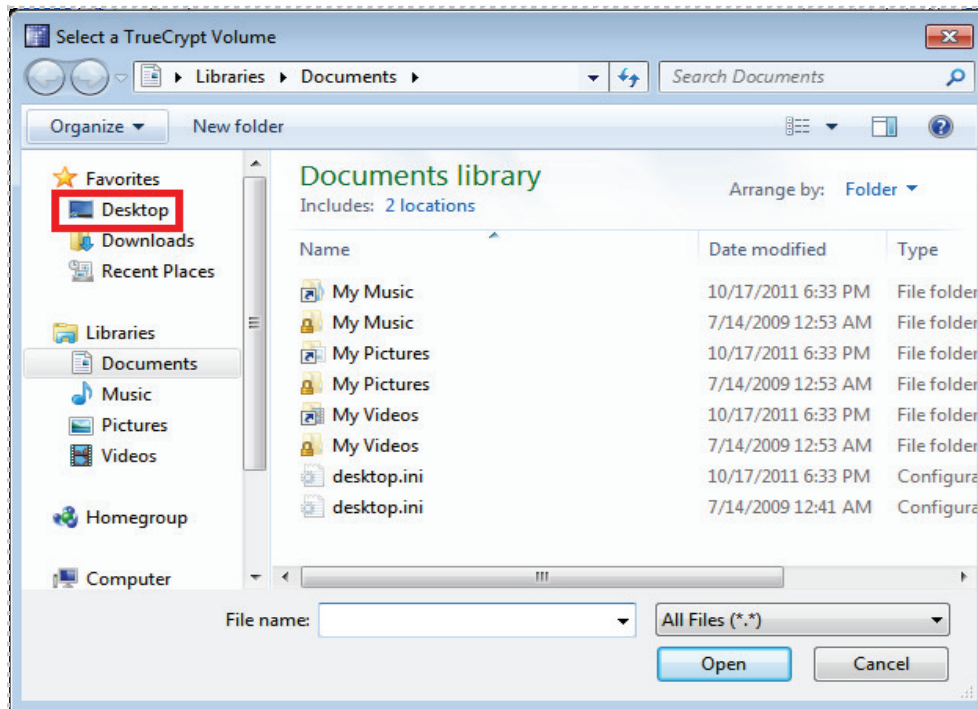 Select a TrueCrypt Volume
Libraries Documents Search Documents
Organize New folder
Favorites
Desktop
Downloads
Recent Places
Libraries
Documents
Music
Pictures
Videos
Homegroup
Computer
Documents library
Includes: 2 locations
Arrange by: Folder
Name Date modified Type
My Music 10/17/2011 6:33 PM File folder
My Music 7/14/2009 12:53 AM File folder
My Pictures 10/17/2011 6:33 PM File folder
My Pictures 7/14/2009 12:53 AM File folder
My Videos 10/17/2011 6:33 PM File folder
My Videos 7/14/2009 12:53 AM File folder
desktop.ini 10/17/2011 6:33 PM Configura
desktop.ini 7/14/2009 12:41 AM Configura
File name: All Files (*.*)
Open Cancel